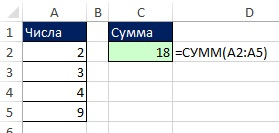 A B C D
1 Числа Сумма
2 2 18 =СУММ(A2:A5)
3 3
4 4
5 9